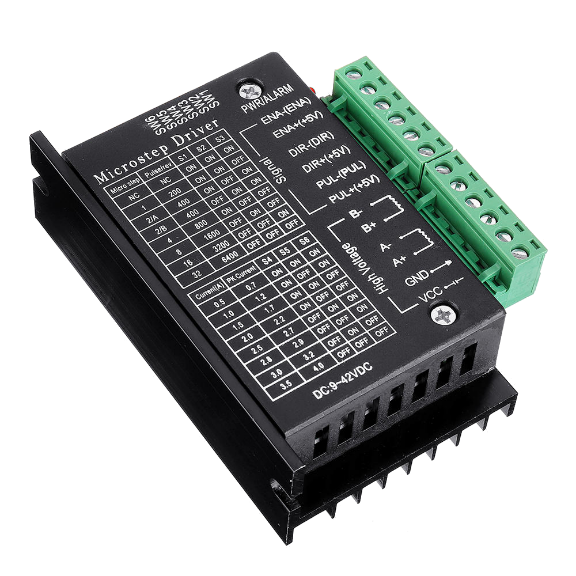 SW1
SW2
SW3
SW4
SW5
SW6
PWR/ALARM
Microstep Driver
Micro step Pulse/rev S1 S2 S3
NC NC ON ON ON
1 200 ON ON OFF
2/A 400 ON OFF ON
2/B 400 OFF ON ON
4 800 ON OFF OFF
8 1600 OFF ON OFF
16 3200 OFF OFF ON
32 6400 OFF OFF OFF
Current(A) PK Current S4 S5 S6
0.5 0.7 ON ON ON
1.0 1.2 ON OFF ON
1.5 1.7 ON ON OFF
2.0 2.2 ON OFF OFF
2.5 2.7 OFF ON ON
2.8 2.9 OFF OFF ON
3.0 3.2 OFF ON OFF
3.5 4.0 OFF OFF OFF
Signal
ENA-(ENA)
ENA+(+5V)
DIR-(DIR)
DIR+(+5V)
PUL-(PUL)
PUL+(+5V)
High Voltage
B-
B+
A-
A+
GND
VCC
DC:9~42VDC